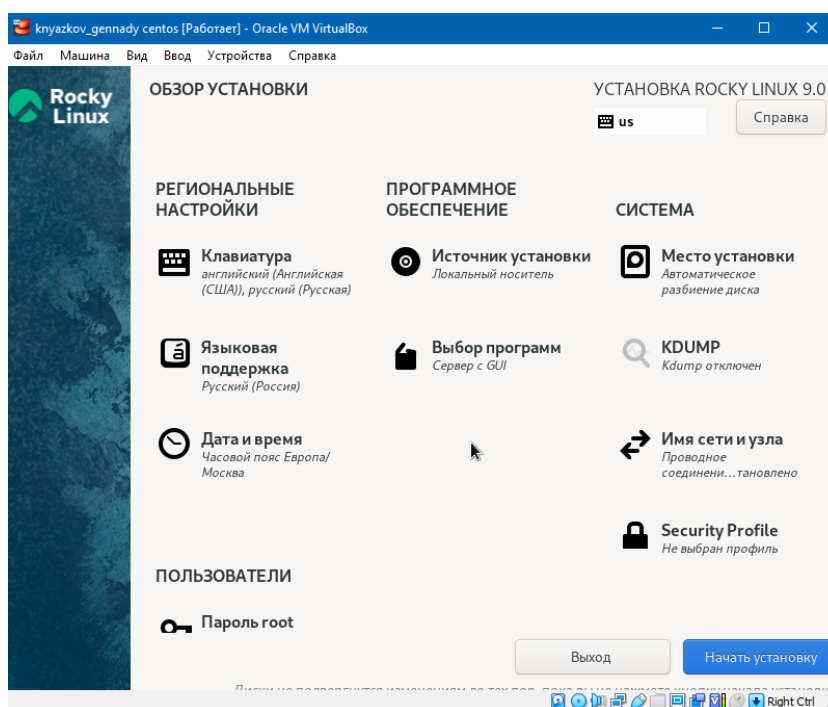 knyazkov_gennady centos [Работает] - Oracle VM VirtualBox
Файл Машина Вид Ввод Устройства Справка
Rocky
Linux
ОБЗОР УСТАНОВКИ
УСТАНОВКА ROCKY LINUX 9.0
us
Справка
РЕГИОНАЛЬНЫЕ
НАСТРОЙКИ
Клавиатура
английский (Английская
(США)), русский (Русская)
Языковая
поддержка
Русский (Россия)
Дата и время
Часовой пояс Европа/
Москва
ПРОГРАММНОЕ
ОБЕСПЕЧЕНИЕ
Источник установки
Локальный носитель
Выбор программ
Сервер с GUI
СИСТЕМА
Место установки
Автоматическое
разбиение диска
KDUMP
Kdump отключен
Имя сети и узла
Проводное
соединени...тановлено
Security Profile
Не выбран профиль
ПОЛЬЗОВАТЕЛИ
Пароль root
Выход
Начать установку
Right Ctrl